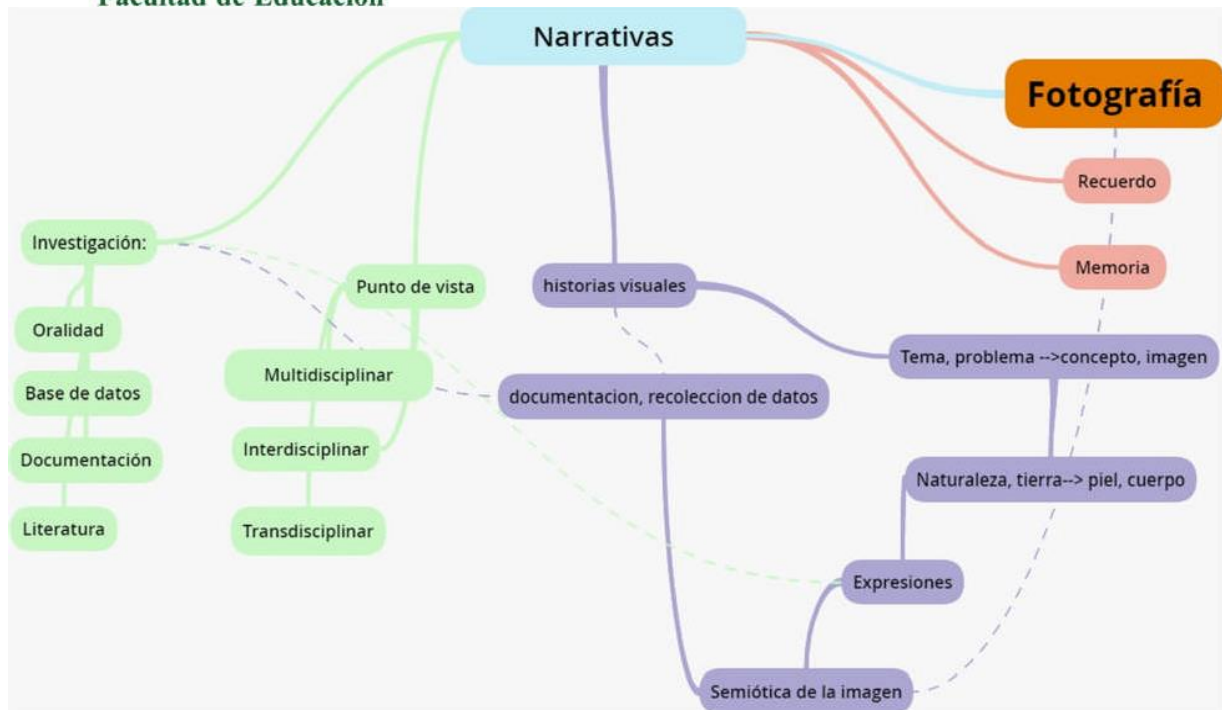 Facultad de Educación
Narrativas
Fotografía
Recuerdo
Memoria
Investigación:
Oralidad
Base de datos
Documentación
Literatura
Punto de vista
Multidisciplinar
Interdisciplinar
Transdisciplinar
historias visuales
documentacion, recoleccion de datos
Tema, problema -->concepto, imagen
Naturaleza, tierra--> piel, cuerpo
Expresiones
Semiótica de la imagen